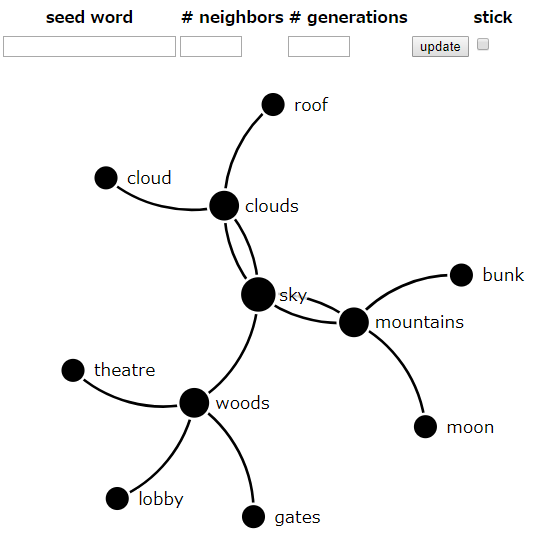 seed word # neighbors # generations stick
update
roof
cloud
clouds
bunk
sky
mountains
theatre
woods
moon
lobby
gates